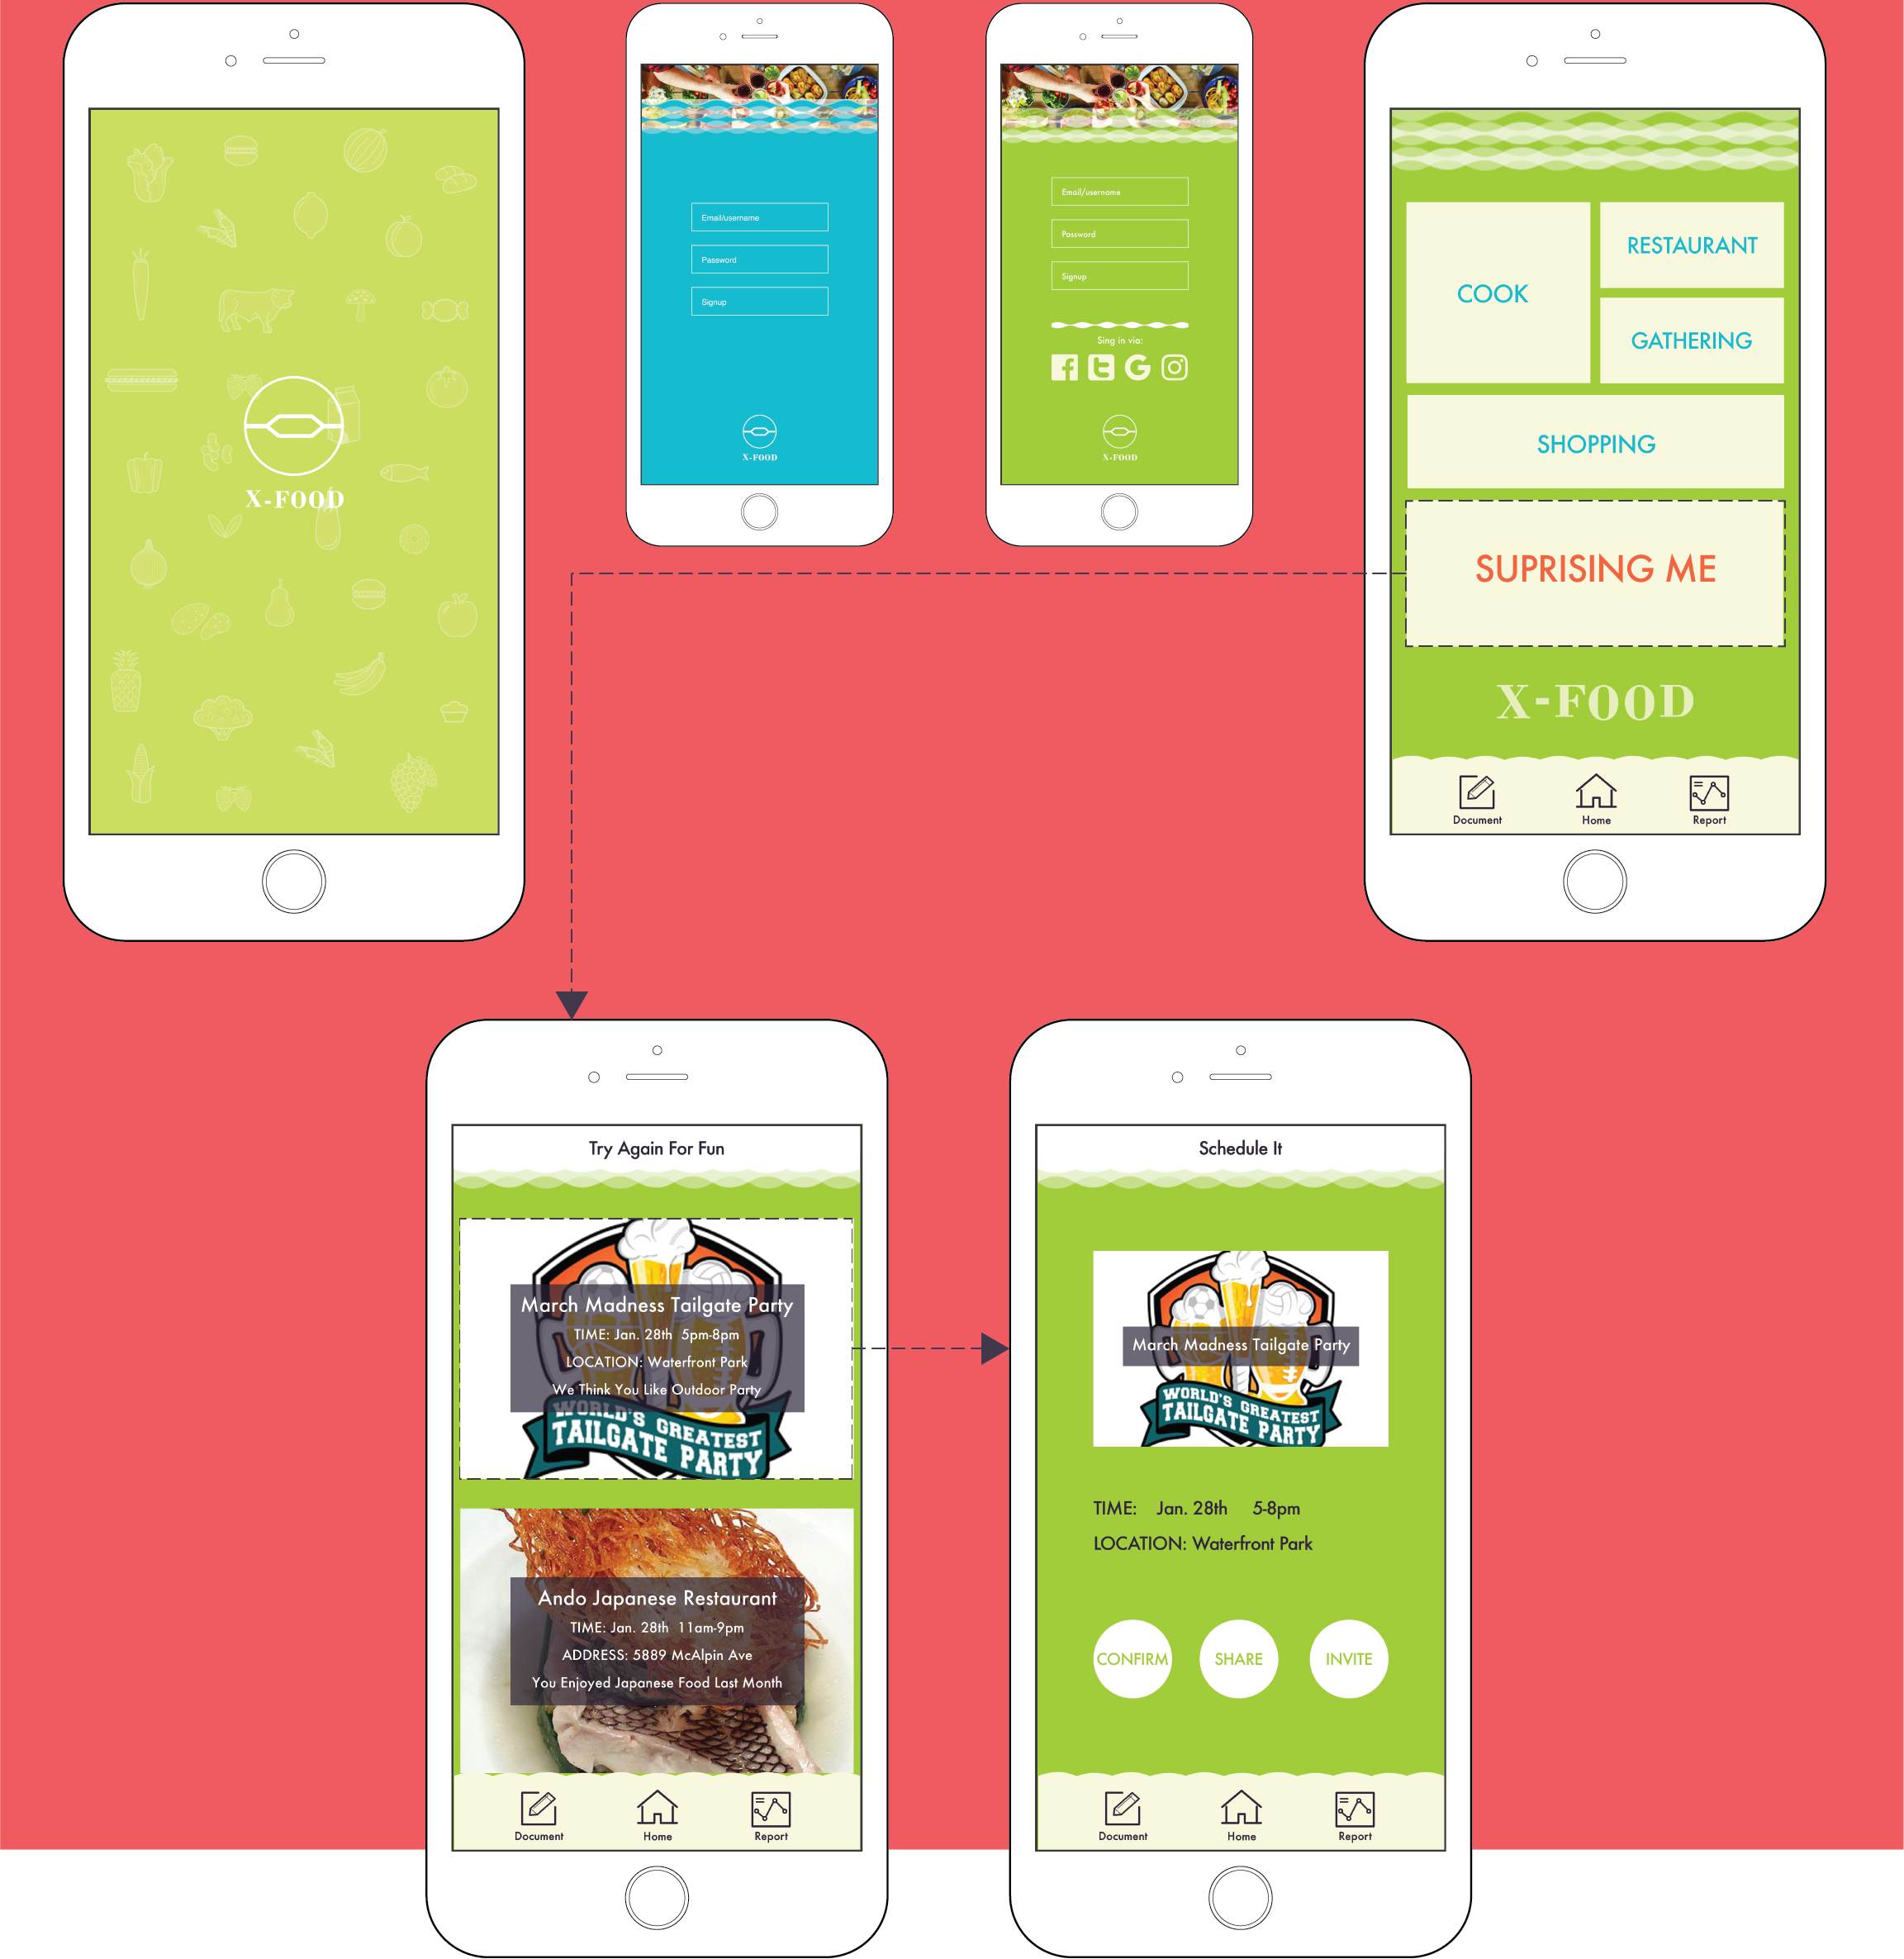 X-FOOD
Email/username
Password
Signup
X-FOOD
Email/username
Password
Signup
Sing in via:
X-FOOD
COOK
RESTAURANT
GATHERING
SHOPPING
SUPRISING ME
X-FOOD
Document
Home
Report
Try Again For Fun
March Madness Tailgate Party
TIME: Jan. 28th 5pm-8pm
LOCATION: Waterfront Park
We Think You Like Outdoor Party
WORLD'S GREATEST
TAILGATE PARTY
Ando Japanese Restaurant
TIME: Jan. 28th 11am-9pm
ADDRESS: 5889 McAlpin Ave
You Enjoyed Japanese Food Last Month
Document
Home
Report
Schedule It
March Madness Tailgate Party
WORLD'S GREATEST
TAILGATE PARTY
TIME: Jan. 28th 5-8pm
LOCATION: Waterfront Park
CONFIRM
SHARE
INVITE
Document
Home
Report